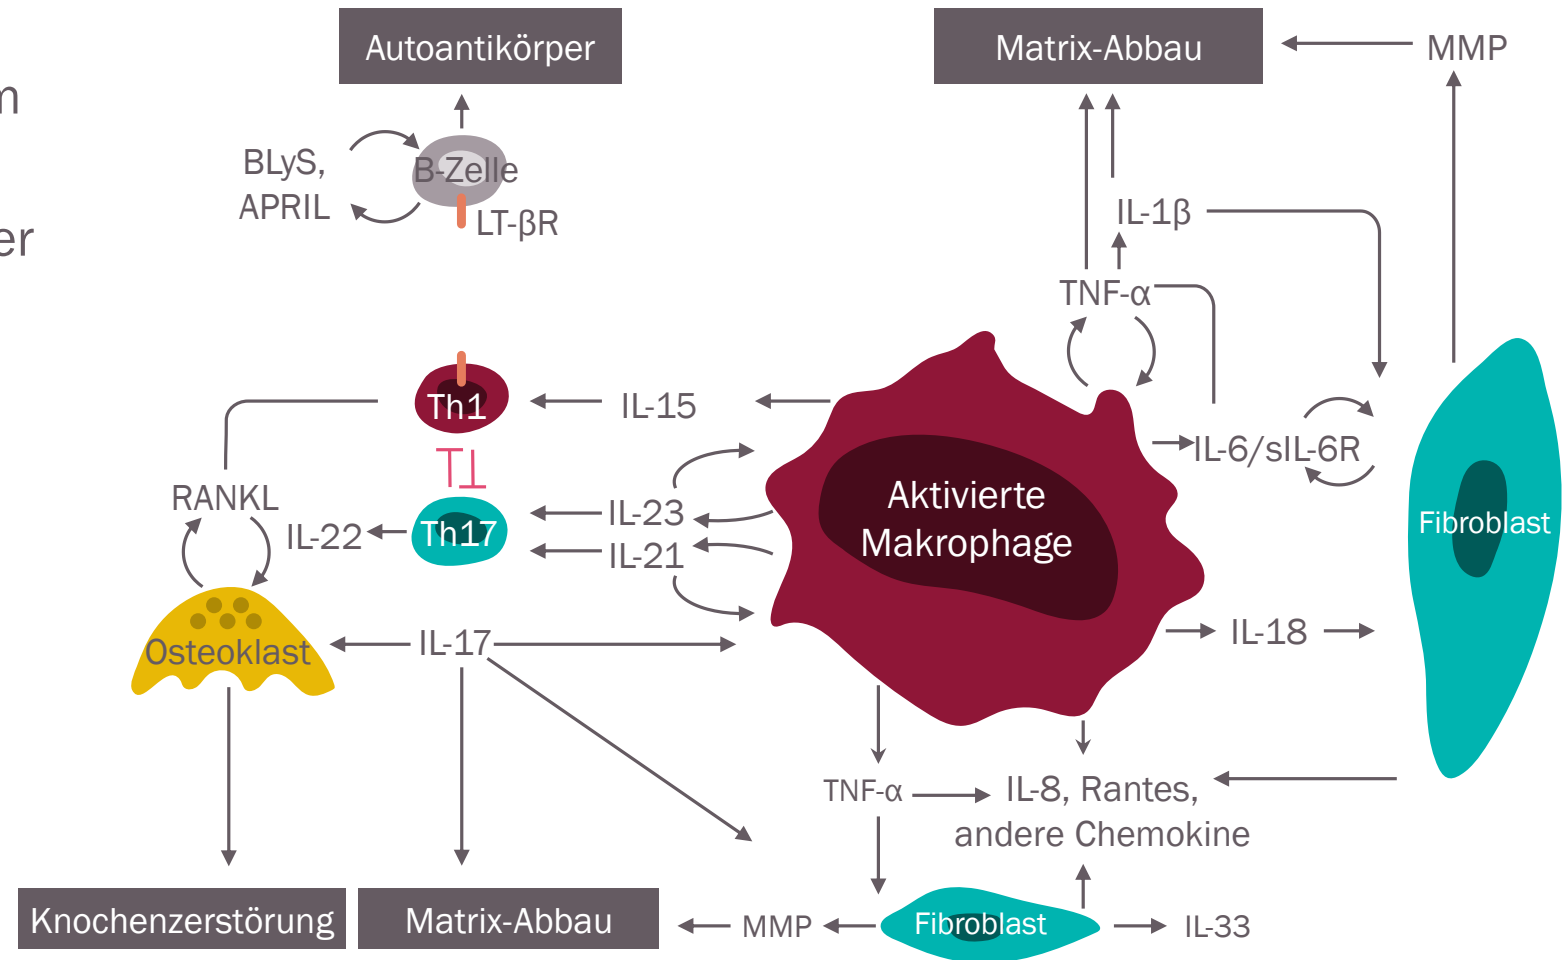 m
er
Autoantikörper
Matrix-Abbau
MMP
BLyS,
APRIL
B-Zelle
LT-βR
IL-1β
TNF-α
Th1
IL-15
IL-6/sIL-6R
RANKL
IL-22
Th17
IL-23
IL-21
Aktivierte
Makrophage
Fibroblast
Osteoklast
IL-17
IL-18
TNF-α
IL-8, Rantes,
andere Chemokine
Knochenzerstörung
Matrix-Abbau
MMP
Fibroblast
IL-33